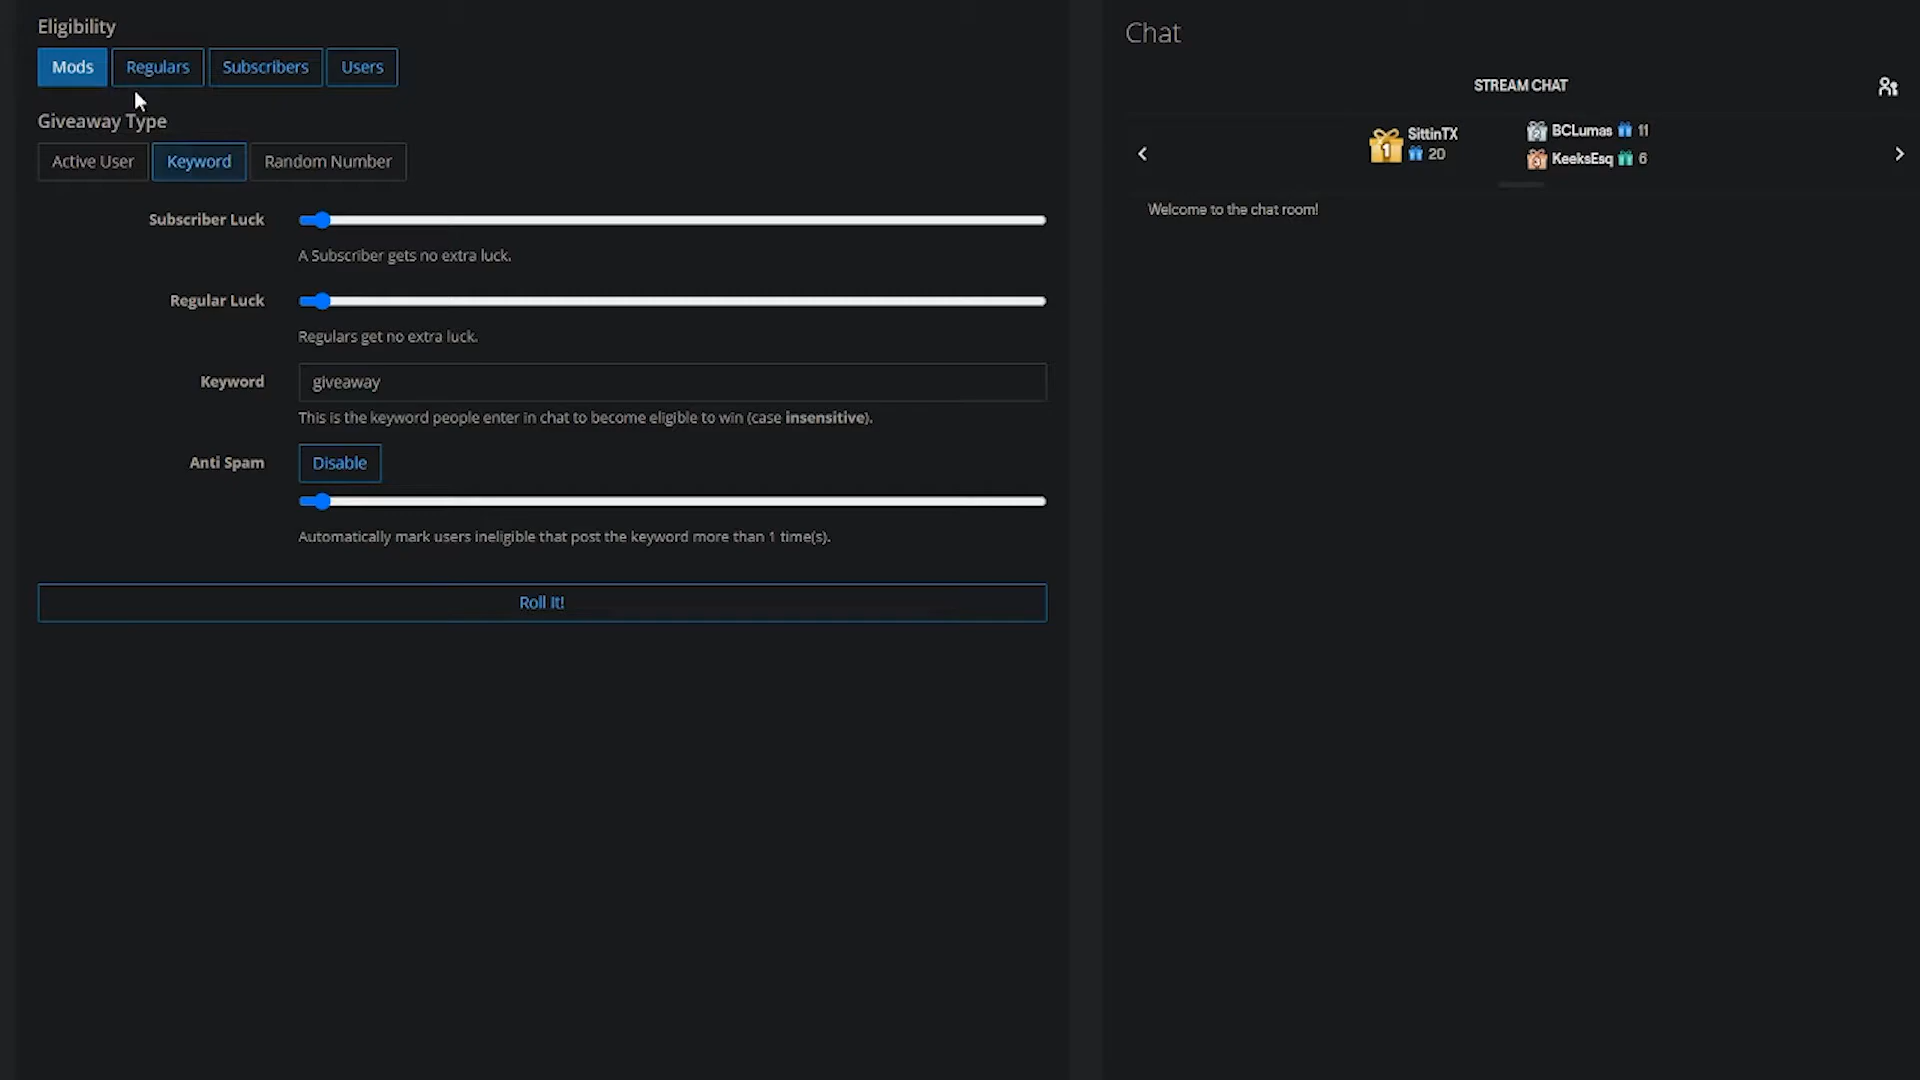 Eligibility
Mods
Regulars
Subscribers
Users
Giveaway Type
Active User
Keyword
Random Number
Subscriber Luck
A Subscriber gets no extra luck.
Regular Luck
Regulars get no extra luck.
Keyword
giveaway
This is the keyword people enter in chat to become eligible to win (case insensitive).
Anti Spam
Disable
Automatically mark users ineligible that post the keyword more than 1 time(s).
Roll It!
Chat
STREAM CHAT
1
SittinTX
20
2
BCLumas
11
3
KeeksEsq
6
Welcome to the chat room!